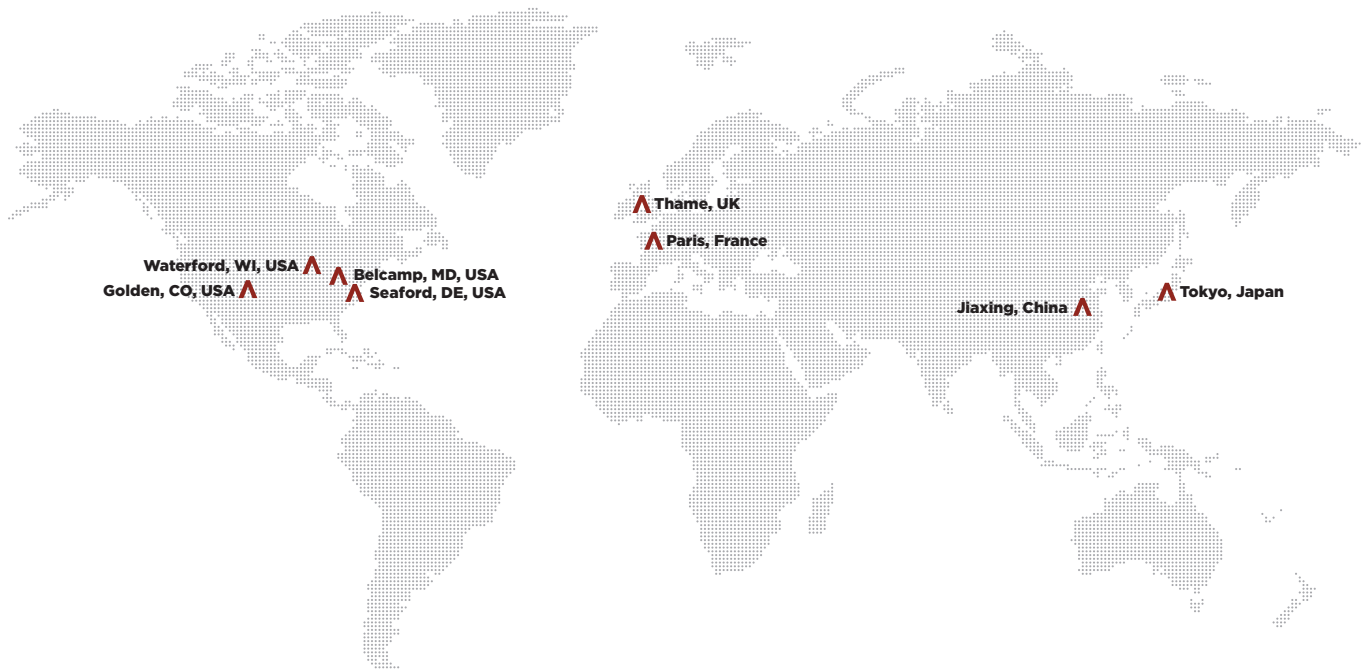 Thame, UK
Paris, France
Waterford, WI, USA
Belcamp, MD, USA
Golden, CO, USA
Seaford, DE, USA
Jiaxing, China
Tokyo, Japan